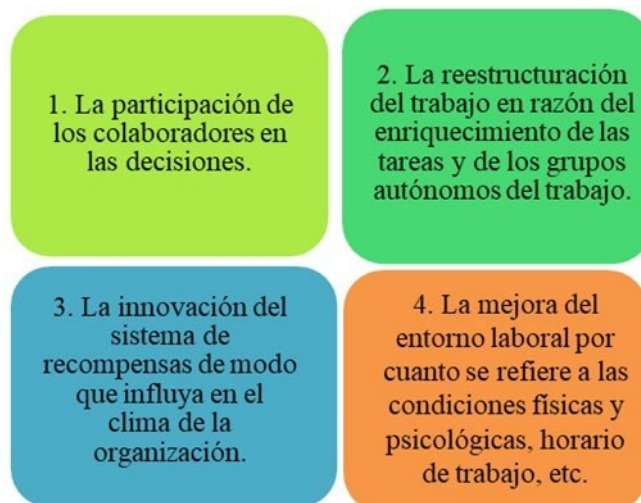 1. La participación de
los colaboradores en
las decisiones.
2. La reestructuración
del trabajo en razón del
enriquecimiento de las
tareas y de los grupos
autónomos del trabajo.
3. La innovación del
sistema de
recompensas de modo
que influya en el
clima de la
organización.
4. La mejora del
entorno laboral por
cuanto se refiere a las
condiciones físicas y
psicológicas, horario
de trabajo, etc.